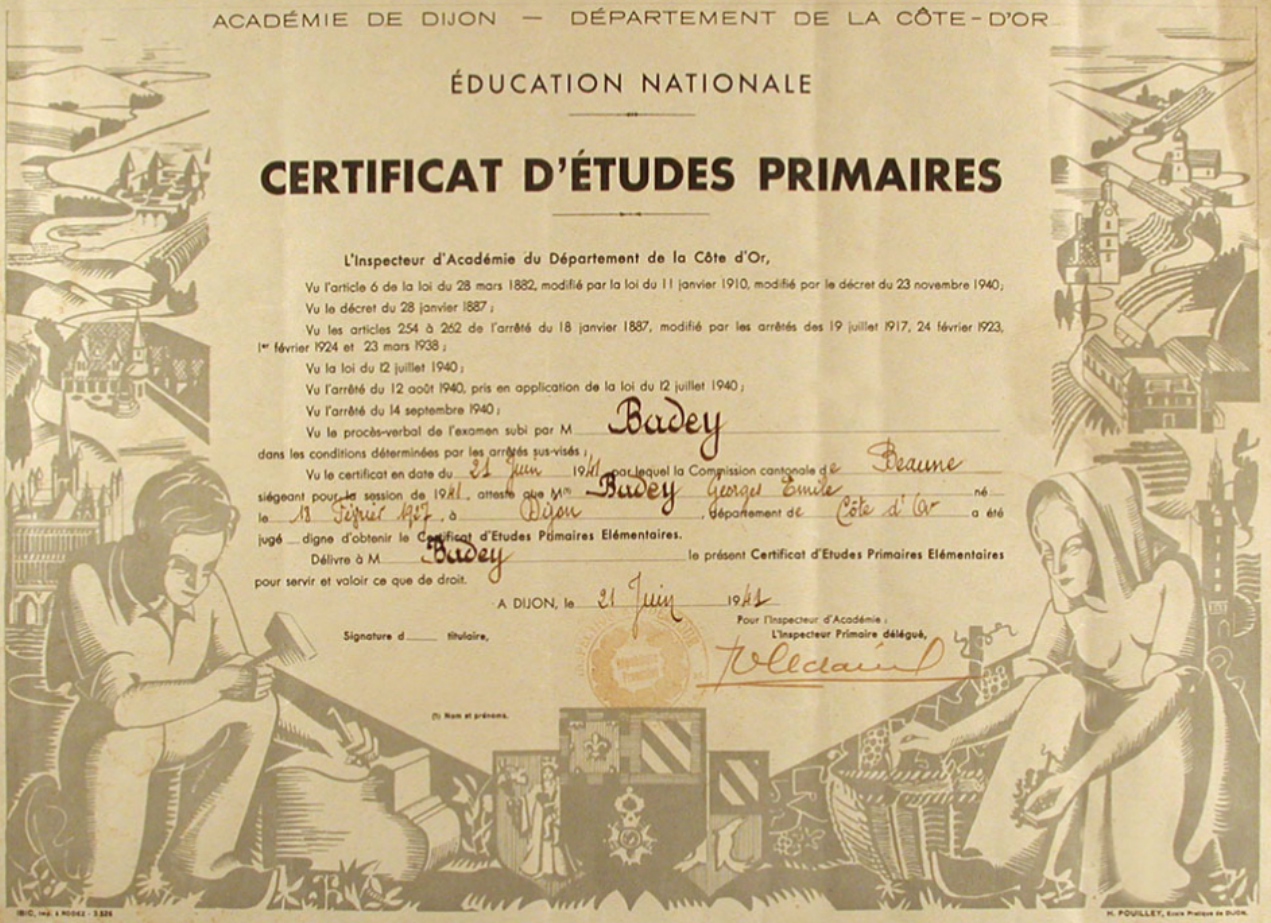 ACADÉMIE DE DIJON — DÉPARTEMENT DE LA CÔTE-D'OR
ÉDUCATION NATIONALE
CERTIFICAT D'ÉTUDES PRIMAIRES
L'Inspecteur d'Académie du Département de la Côte d'Or,
Vu l'article 6 de la loi du 28 mars 1882, modifié par la loi du 11 janvier 1910, modifié par le décret du 23 novembre 1940;
Vu le décret du 28 janvier 1887;
Vu les articles 254 à 262 de l'arrêté du 18 janvier 1887, modifié par les arrêtés des 19 juillet 1917, 24 février 1923,
1er février 1924 et 23 mars 1938;
Vu la loi du 12 juillet 1940;
Vu l'arrêté du 12 août 1940, pris en application de la loi du 12 juillet 1940;
Vu l'arrêté du 14 septembre 1940;
Vu le procès-verbal de l'examen subi par M Badey
dans les conditions déterminées par les arrêtés sus-visés;
Vu le certificat en date du 21 Juin 1941 par lequel la Commission cantonale de Beaune
siégeant pour la session de 1941, atteste que M Badey Georges Emile né
le 18 Février 1927, à Dijon, département de Côte d'Or a été
jugé digne d'obtenir le Certificat d'Etudes Primaires Elémentaires.
Délivré à M Badey le présent Certificat d'Etudes Primaires Elémentaires
pour servir et valoir ce que de droit.
A DIJON, le 21 Juin 1941
Pour l'Inspecteur d'Académie:
L'Inspecteur Primaire délégué,
Signature d titulaire,
(1) Nom et prénoms.
IBIC, Imp. à RODEZ - 3.526
H. POUILLEY, Ecole Pratique de DIJON.